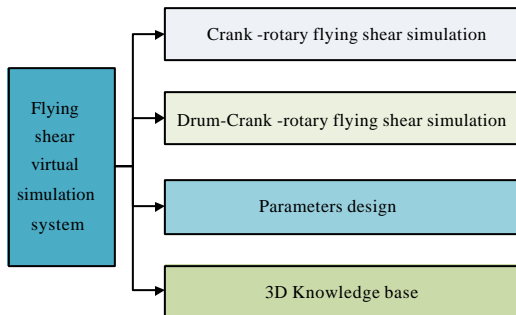 Crank -rotary flying shear simulation
Flying
shear
virtual
simulation
system
Drum-Crank -rotary flying shear simulation
Parameters design
3D Knowledge base